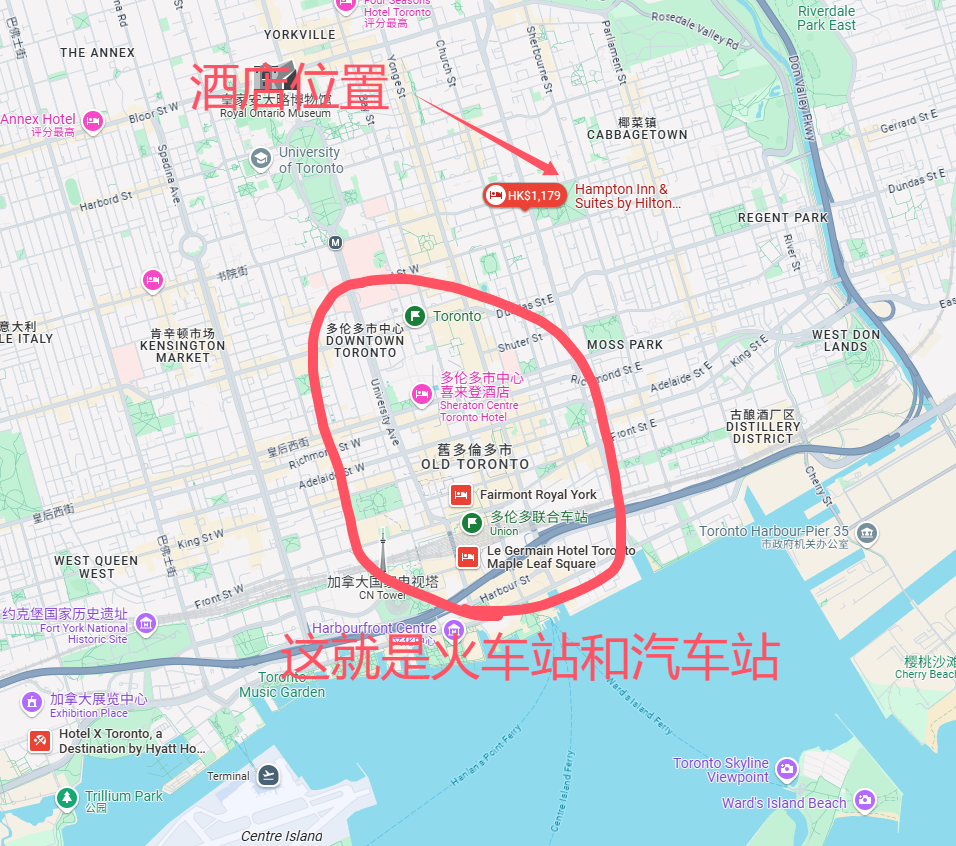 Four Seasons
Hotel Toronto
评分最高
Riverdale
Park East
THE ANNEX
YORKVILLE
Rosedale Valley Rd
Parliament St
Sherbourne St
Church St
Yonge St
Don Valley Pkwy
巴佛士街
酒店位置
皇家安大略博物馆
Royal Ontario Museum
Bay St
Annex Hotel
评分最高
Bloor St W
椰菜镇
CABBAGETOWN
Gerrard St E
University
of Toronto
Spadina Ave
Harbord St
HK$1,179
Hampton Inn &
Suites by Hilton...
Dundas St E
REGENT PARK
River St
M
书院街
St W
Dundas St E
意大利
LE ITALY
肯辛顿市场
KENSINGTON
MARKET
多伦多市中心
DOWNTOWN
TORONTO
Toronto
Shuter St
MOSS PARK
King St E
WEST DON
LANDS
Richmond St E
Adelaide St E
多伦多市中心
喜来登酒店
Sheraton Centre
Toronto Hotel
University Ave
Front St E
古酿酒厂区
DISTILLERY
DISTRICT
皇后西街
Richmond St W
Adelaide St W
舊多倫多市
OLD TORONTO
Cherry St
Fairmont Royal York
皇后西街
多伦多联合车站
Union
King St W
巴佛士街
Toronto Harbour-Pier 35
市政府机关办公室
WEST QUEEN
WEST
Le Germain Hotel Toronto
Maple Leaf Square
加拿大国家电视塔
CN Tower
Front St W
Harbour St
约克堡国家历史遗址
Fort York National
Historic Site
Harbourfront Centre
这就是火车站和汽车站
Toronto
Music Garden
樱桃沙滩
Cherry Beach
加拿大展览中心
Exhibition Place
Ward's Island Ferry
Hotel X Toronto, a
Destination by Hyatt Ho...
Hanlan's Point Ferry
Centre Island Ferry
Terminal
Toronto Skyline
Viewpoint
Trillium Park
公园
Ward's Island Beach
Centre Island